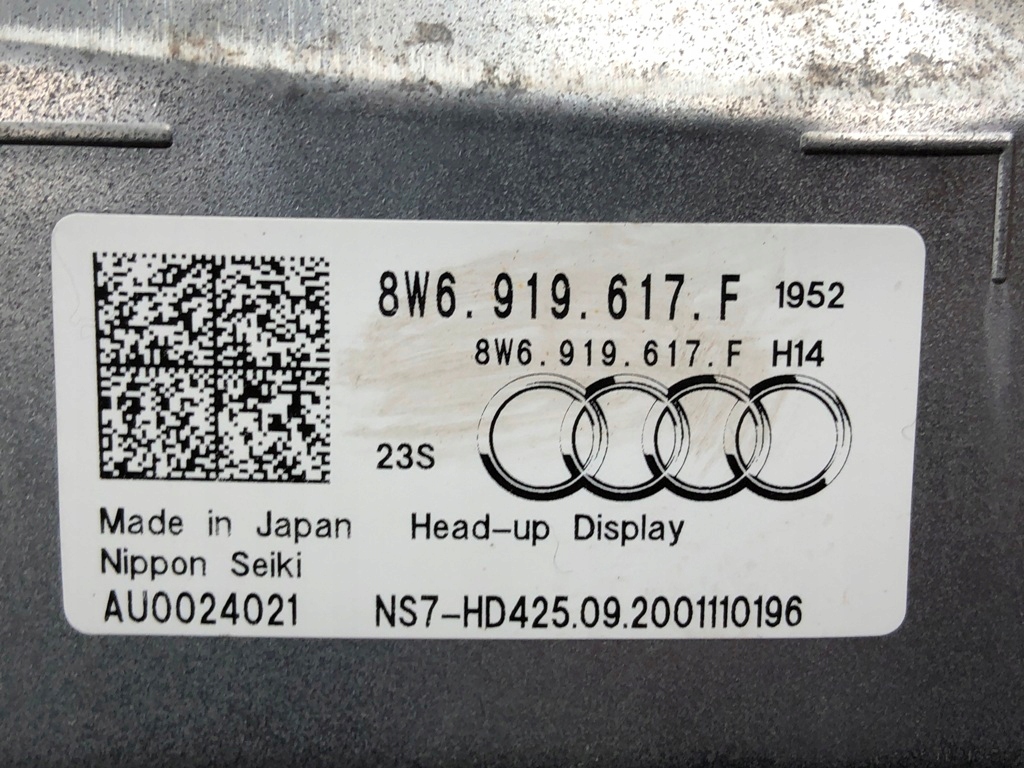 8W6.919.617.F 1952
8W6.919.617.F H14
23S
Made in Japan Head-up Display
Nippon Seiki
AU0024021 NS7-HD425.09.2001110196